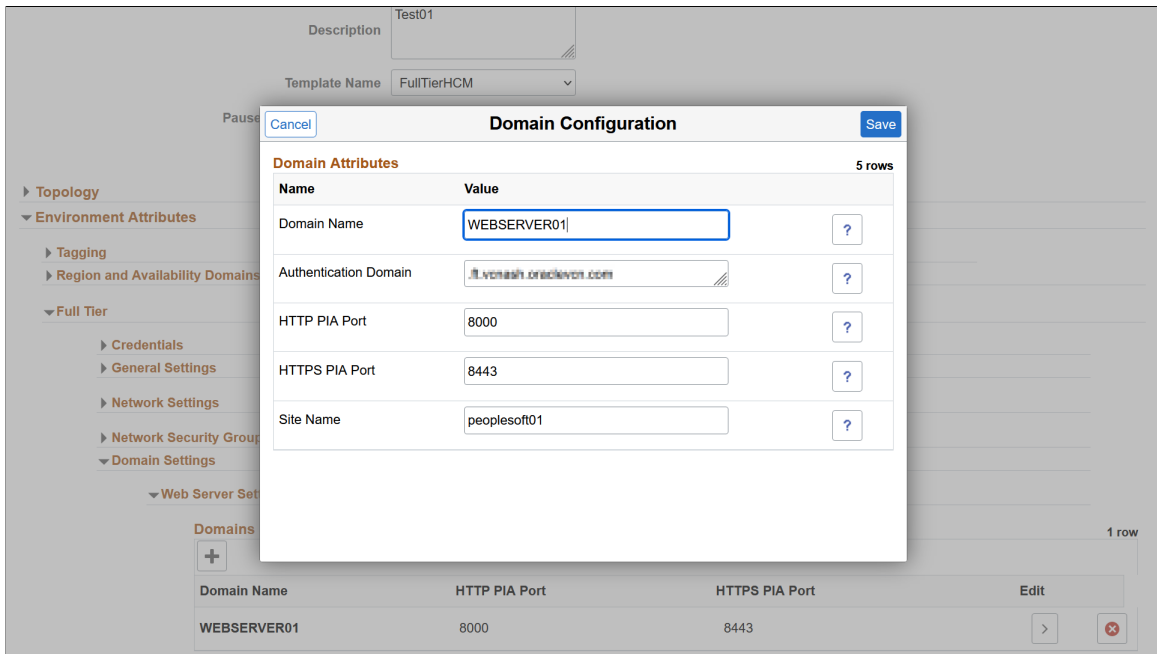 Description
Test01
Template Name
FullTierHCM
Pause
Cancel
Domain Configuration
Save
Domain Attributes
5 rows
Name
Value
Domain Name
WEBSERVER01
?
Authentication Domain
?
HTTP PIA Port
8000
?
HTTPS PIA Port
8443
?
Site Name
peoplesoft01
?
Topology
Environment Attributes
Tagging
Region and Availability Domains
Full Tier
Credentials
General Settings
Network Settings
Network Security Group
Domain Settings
Web Server Set
Domains
1 row
Domain Name
HTTP PIA Port
HTTPS PIA Port
Edit
WEBSERVER01
8000
8443